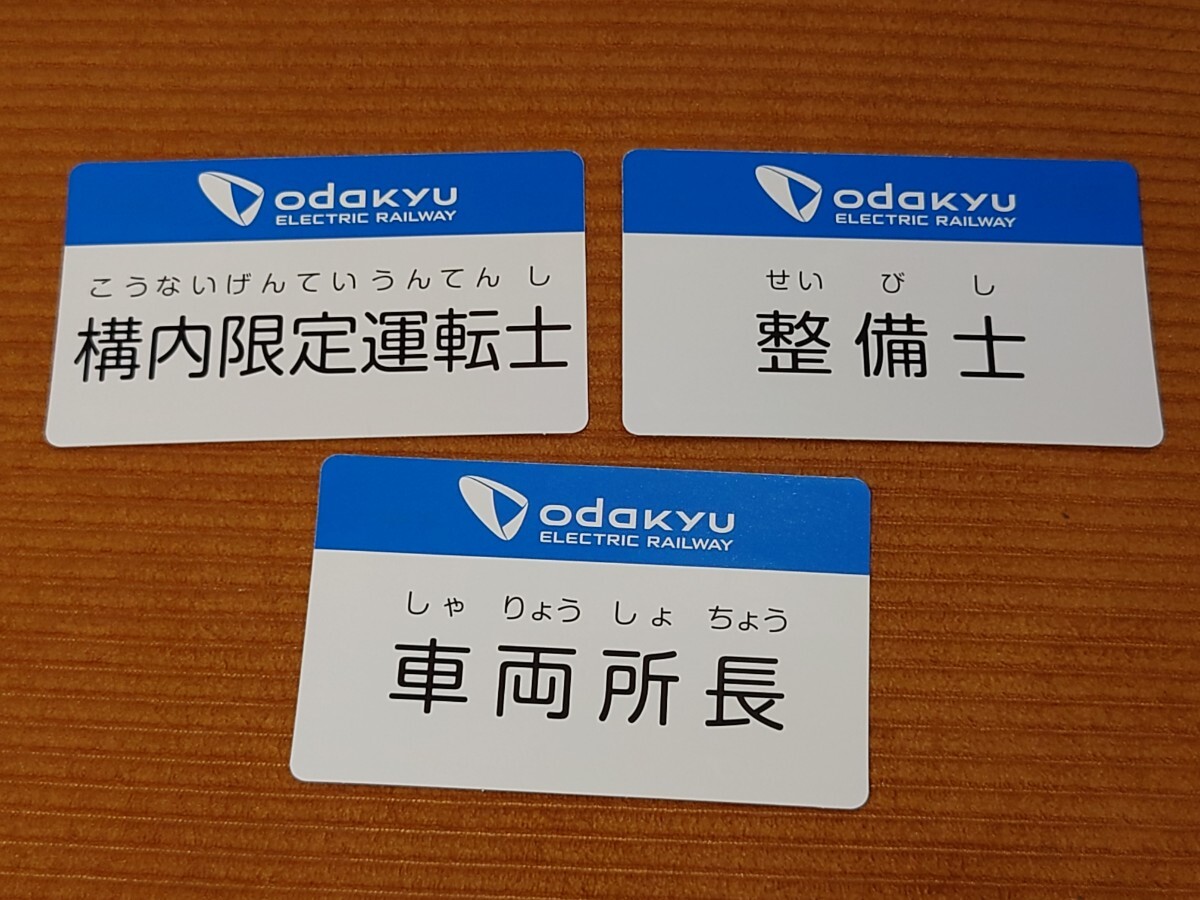 odakyu
ELECTRIC RAILWAY
こうないげんていうんてんし
構内限定運転士
odakyu
ELECTRIC RAILWAY
せいびし
整備士
odakyu
ELECTRIC RAILWAY
しゃりょうしょちょう
車両所長